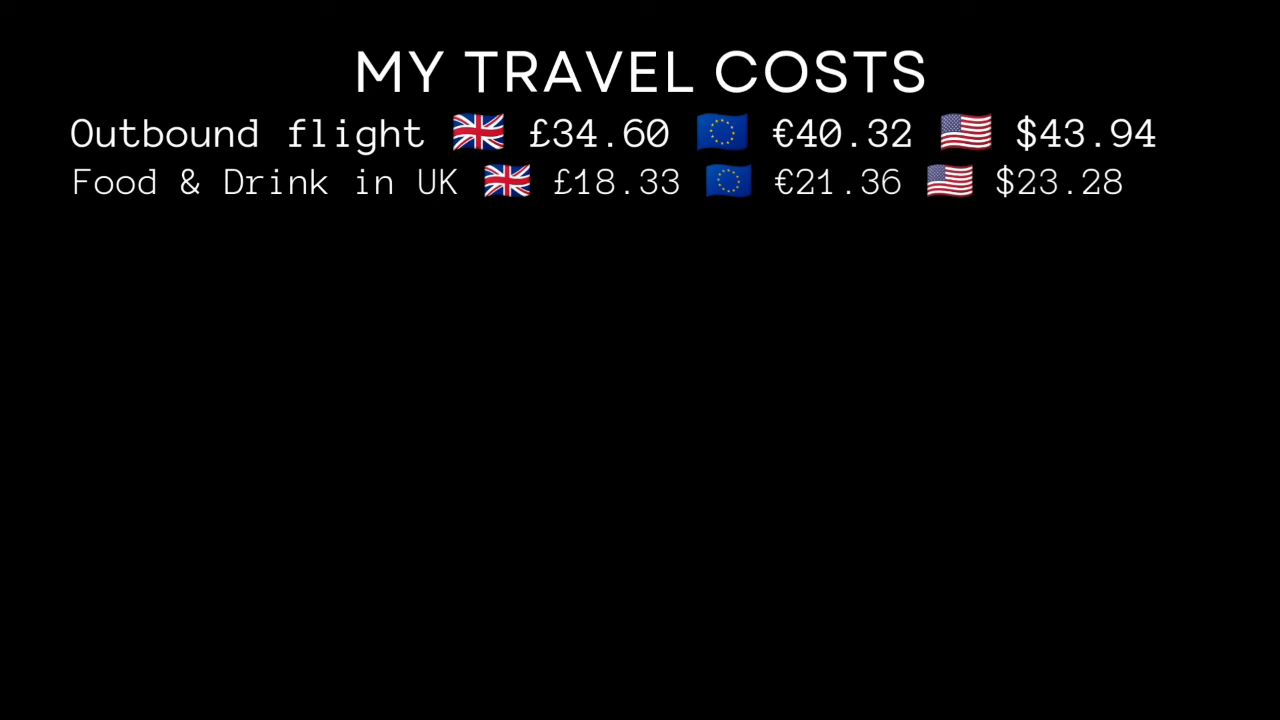 MY TRAVEL COSTS
Outbound flight 🇬🇧 £34.60 🇪🇺 €40.32 🇺🇸 $43.94
Food & Drink in UK 🇬🇧 £18.33 🇪🇺 €21.36 🇺🇸 $23.28